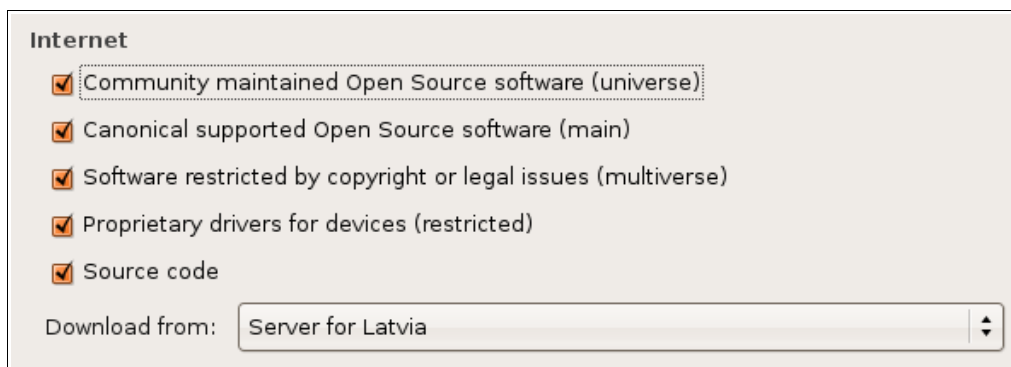 Internet
Community maintained Open Source software (universe)
Canonical supported Open Source software (main)
Software restricted by copyright or legal issues (multiverse)
Proprietary drivers for devices (restricted)
Source code
Download from: Server for Latvia